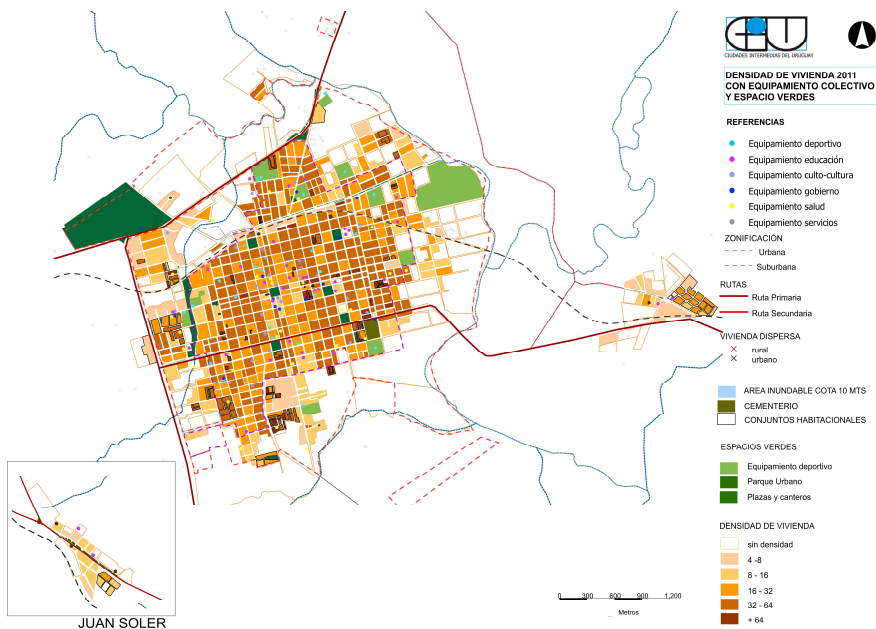 CIU
CIUDADES INTERMEDIAS DEL URUGUAY
DENSIDAD DE VIVIENDA 2011
CON EQUIPAMIENTO COLECTIVO
Y ESPACIO VERDES
REFERENCIAS
Equipamiento deportivo
Equipamiento educación
Equipamiento culto-cultura
Equipamiento gobierno
Equipamiento salud
Equipamiento servicios
ZONIFICACIÓN
Urbana
Suburbana
RUTAS
Ruta Primaria
Ruta Secundaria
VIVIENDA DISPERSA
rural
urbano
AREA INUNDABLE COTA 10 MTS
CEMENTERIO
CONJUNTOS HABITACIONALES
ESPACIOS VERDES
Equipamiento deportivo
Parque Urbano
Plazas y canteros
DENSIDAD DE VIVIENDA
sin densidad
4 -8
8 - 16
16 - 32
32 - 64
+ 64
0 300 600 900 1,200
Metros
JUAN SOLER